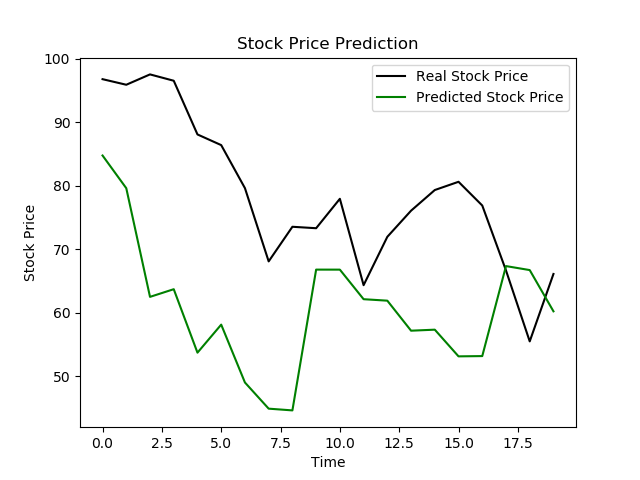 Stock Price Prediction
Real Stock Price
Predicted Stock Price
Stock Price
100
90
80
70
60
50
0.0 2.5 5.0 7.5 10.0 12.5 15.0 17.5
Time